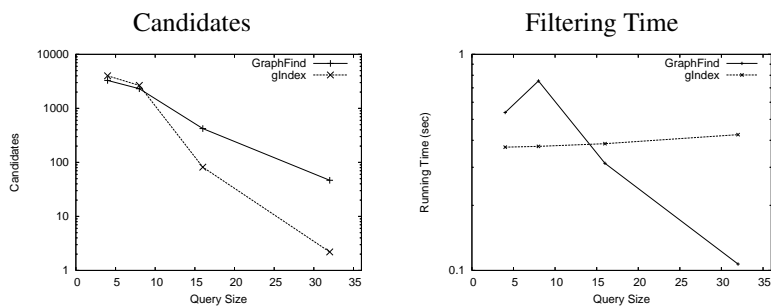 Candidates
10000
1000
100
10
1
0 5 10 15 20 25 30 35
Candidates
Query Size
GraphFind
gIndex
Filtering Time
1
0.1
0 5 10 15 20 25 30 35
Running Time (sec)
Query Size
GraphFind
gIndex